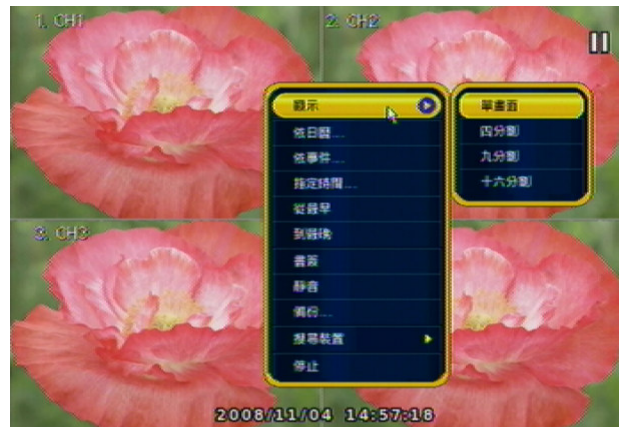 1. CH1
2. CH2
顯示
單畫面
依日曆...
四分割
依事件...
九分割
指定時間...
十六分割
從最早
3. CH3
到最後
書簽
靜音
備份...
搜尋裝置
停止
2008/11/04 14:57:18